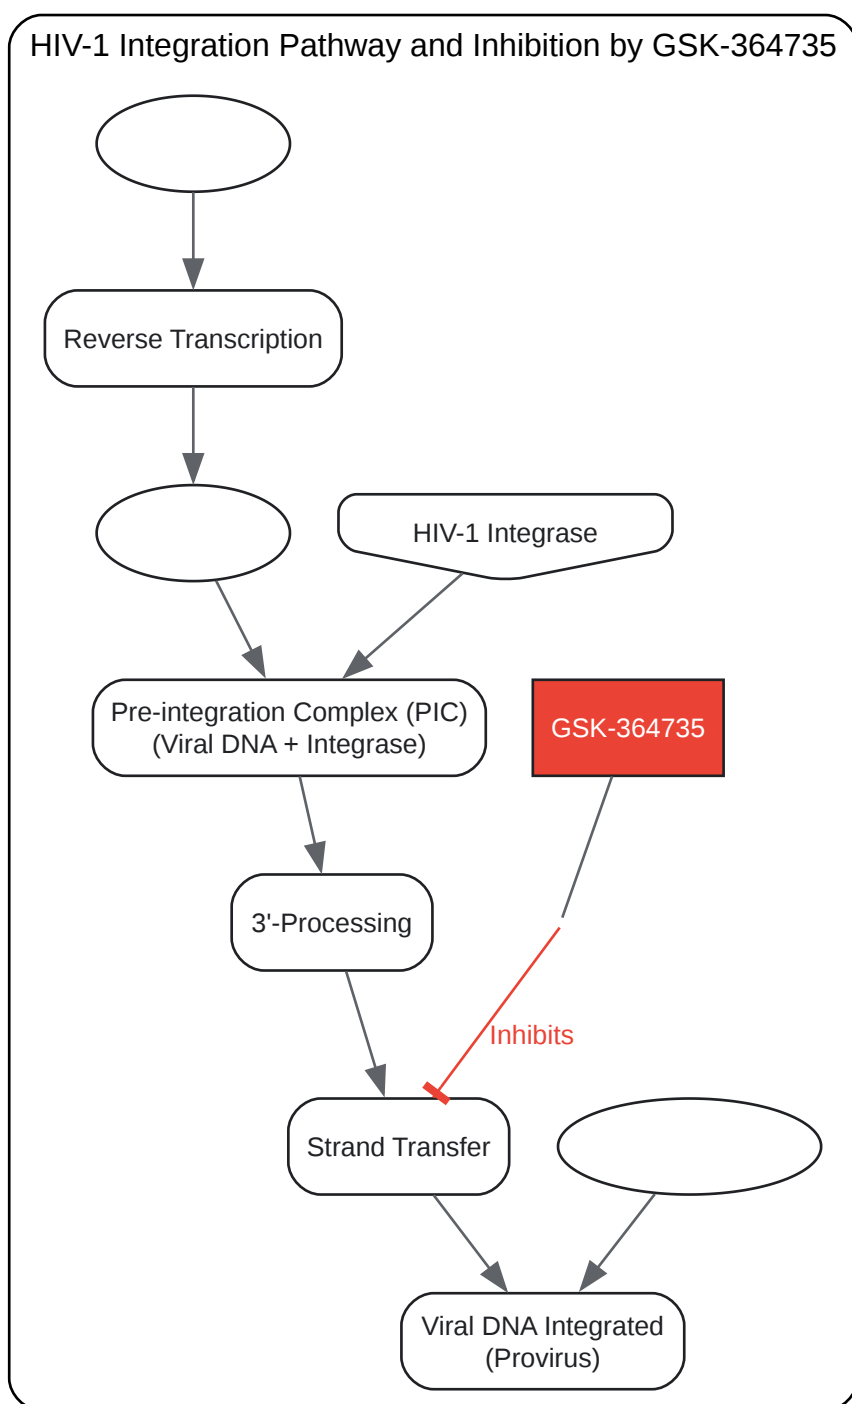 HIV-1 Integration Pathway and Inhibition by GSK-364735
Reverse Transcription
HIV-1 Integrase
Pre-integration Complex (PIC)
(Viral DNA + Integrase)
GSK-364735
3'-Processing
Inhibits
Strand Transfer
Viral DNA Integrated
(Provirus)